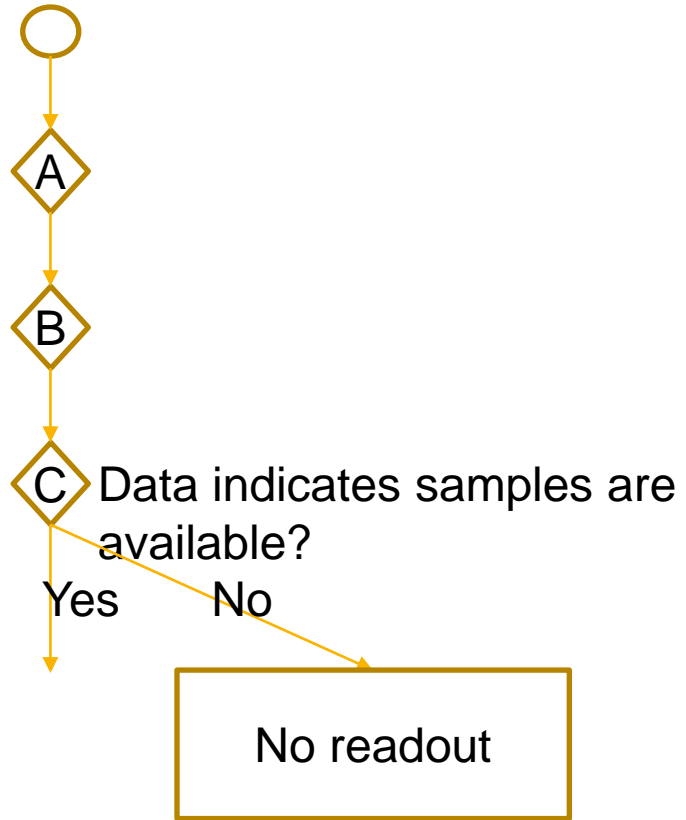 A
B
C Data indicates samples are
available?
Yes No
No readout